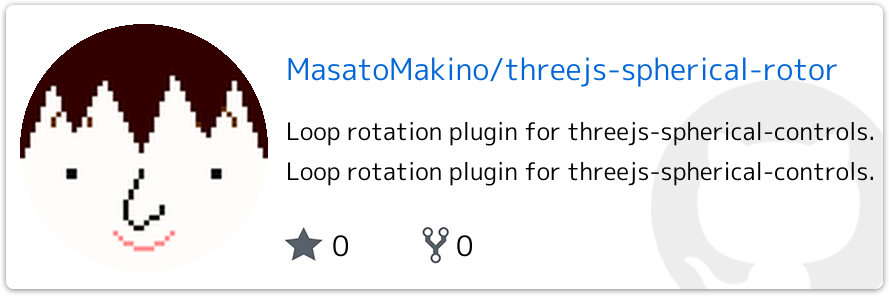 MasatoMakino/threejs-spherical-rotor
Loop rotation plugin for threejs-spherical-controls.
Loop rotation plugin for threejs-spherical-controls.
0 0